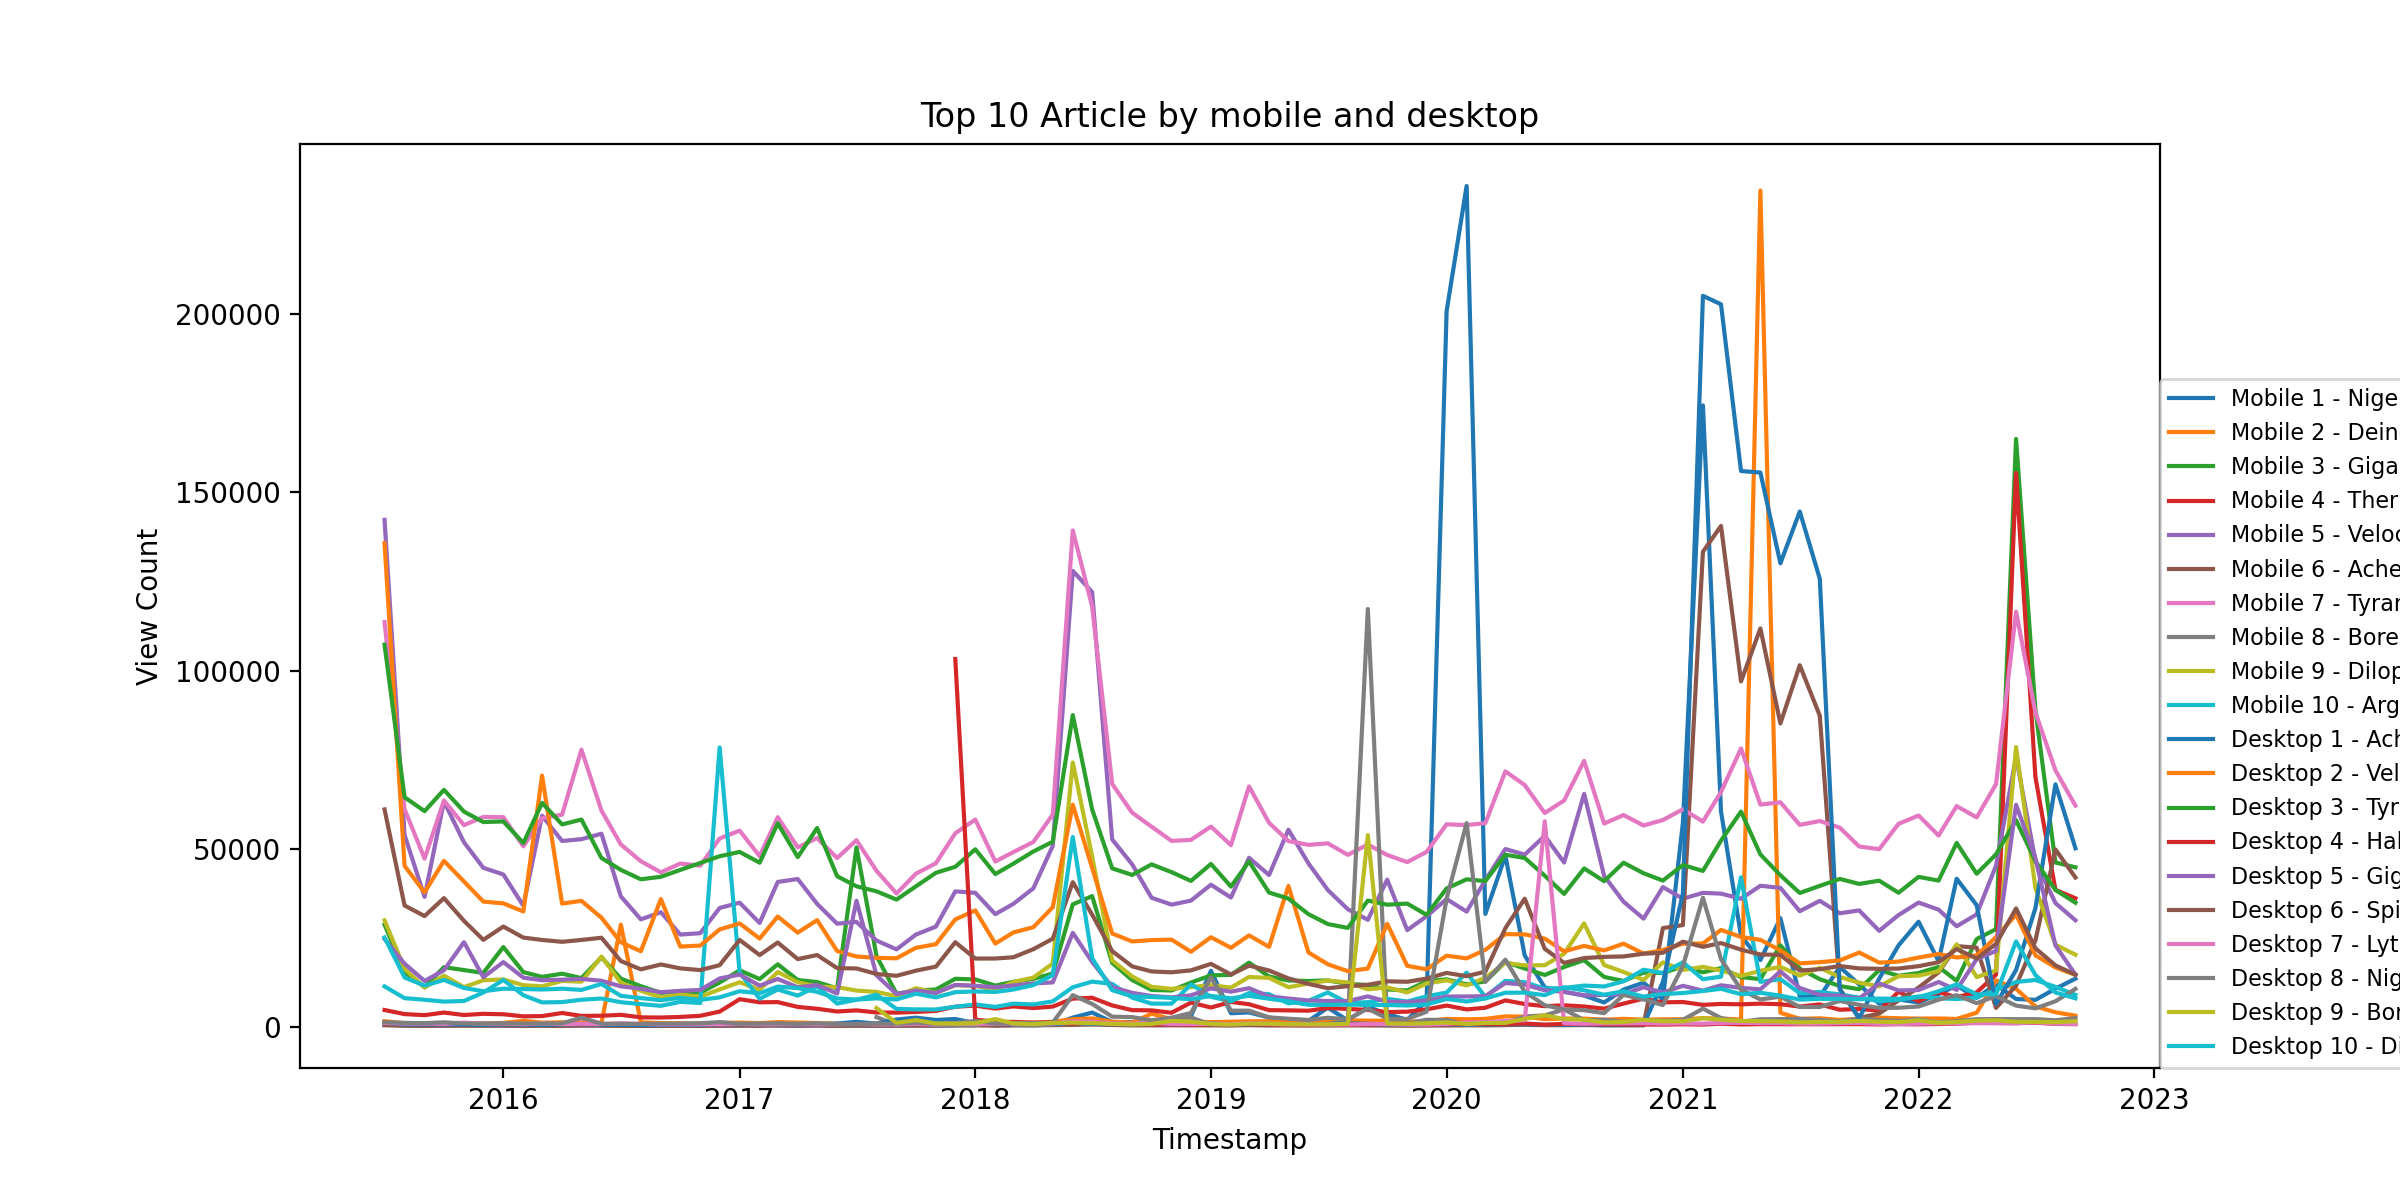 Top 10 Article by mobile and desktop
View Count
200000
150000
100000
50000
0
2016 2017 2018 2019 2020 2021 2022 2023
Timestamp
Mobile 1 - Nige
Mobile 2 - Dein
Mobile 3 - Giga
Mobile 4 - Ther
Mobile 5 - Veloc
Mobile 6 - Ache
Mobile 7 - Tyran
Mobile 8 - Bore
Mobile 9 - Dilop
Mobile 10 - Arg
Desktop 1 - Ach
Desktop 2 - Vel
Desktop 3 - Tyr
Desktop 4 - Hal
Desktop 5 - Gig
Desktop 6 - Spi
Desktop 7 - Lyt
Desktop 8 - Nig
Desktop 9 - Bor
Desktop 10 - Di